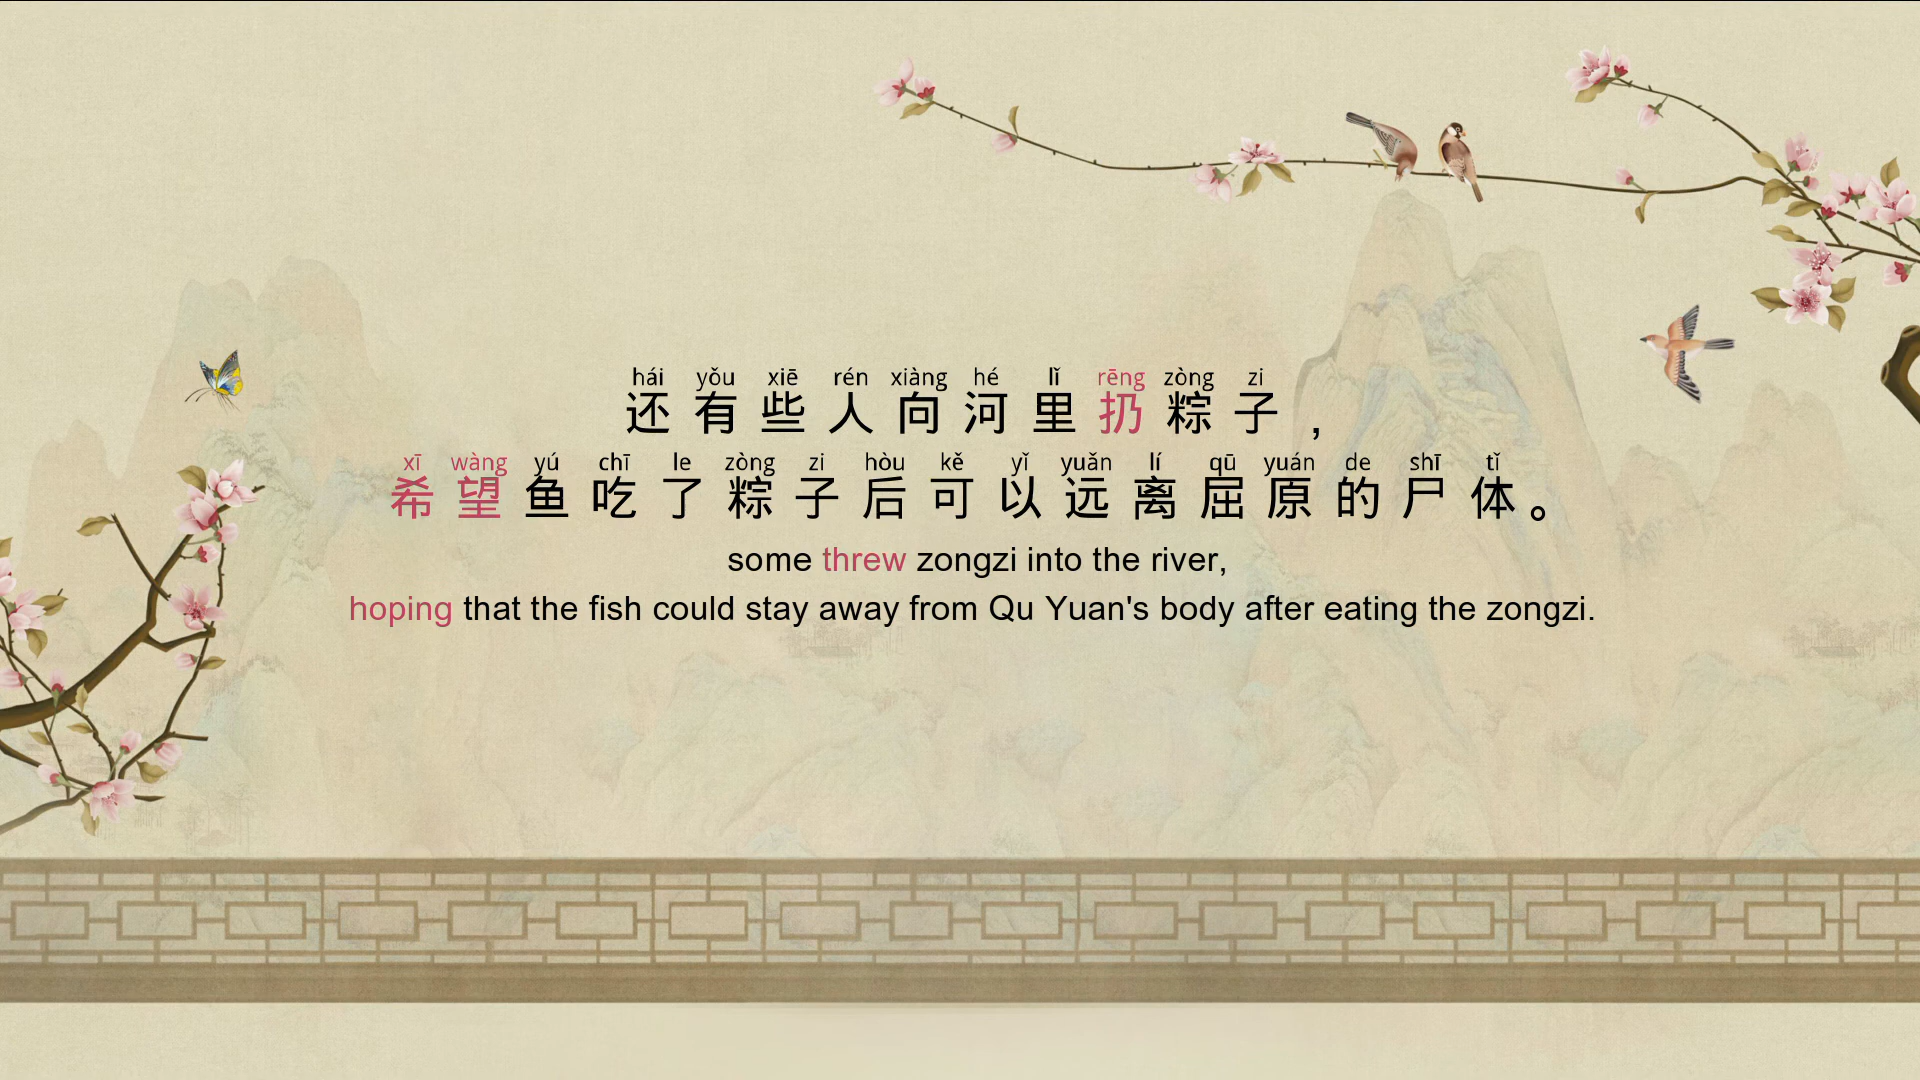 hái yǒu xiē rén xiàng hé lǐ rēng zòng zi
还有些人向河里扔粽子，
xī wàng yú chī le zòng zi hòu kě yǐ yuǎn lí qū yuán de shī tǐ
希望鱼吃了粽子后可以远离屈原的尸体。
some threw zongzi into the river,
hoping that the fish could stay away from Qu Yuan's body after eating the zongzi.